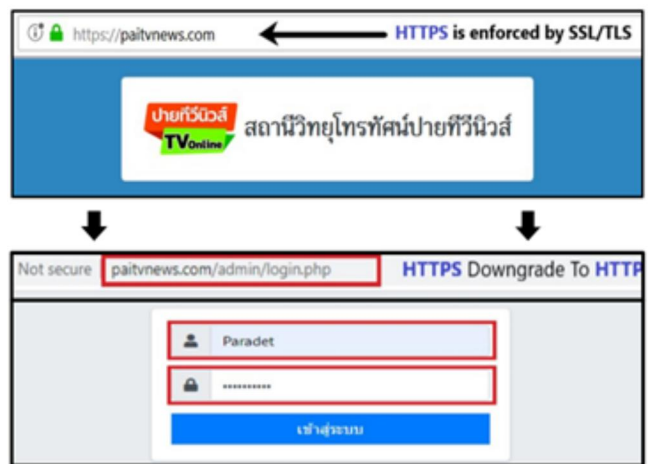 https://paitvnews.com HTTPS is enforced by SSL/TLS
ปายทีวีนิวส์
TVOnline
สถานีวิทยุโทรทัศน์ปายทีวีนิวส์
Not secure paitvnews.com/admin/login.php HTTPS Downgrade To HTTP
Paradet
••••••••••
เข้าสู่ระบบ